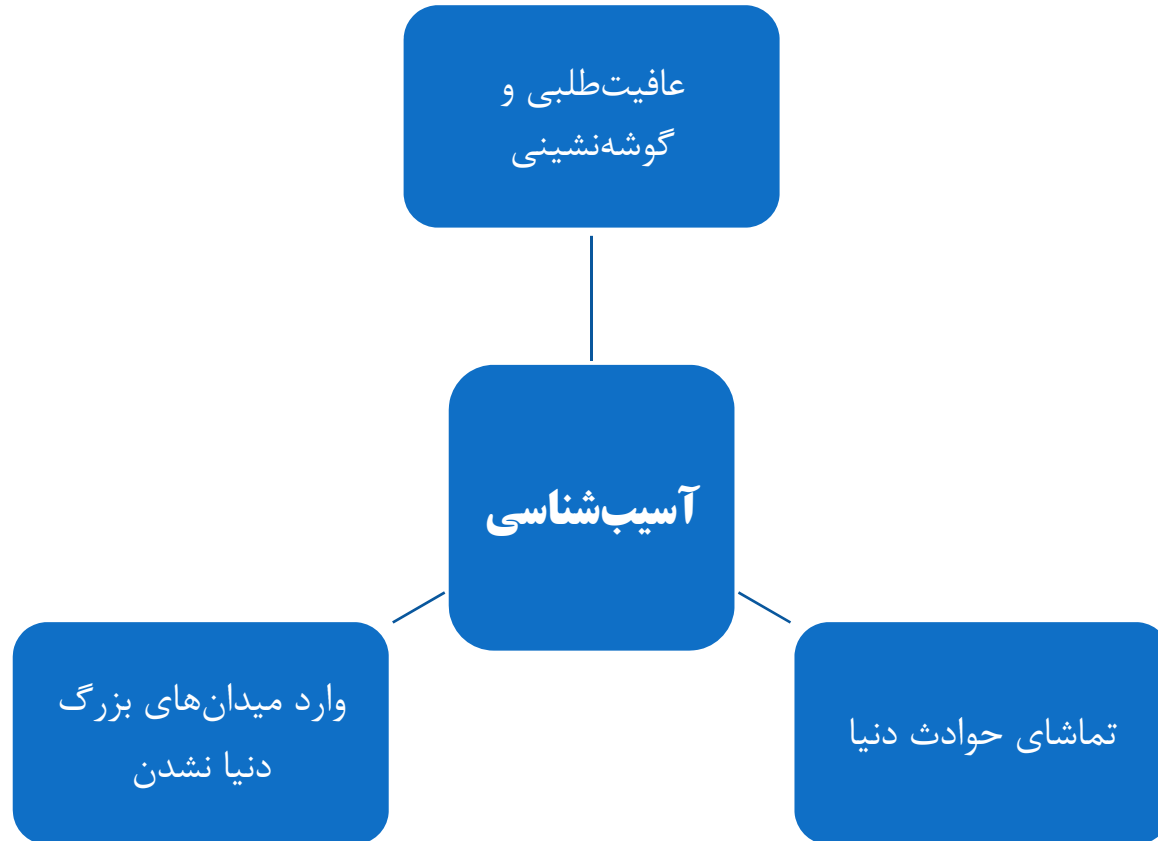 عافیت‌طلبی و
گوشه‌نشینی
آسیب‌شناسی
تماشای حوادث دنیا
وارد میدان‌های بزرگ
دنیا نشدن